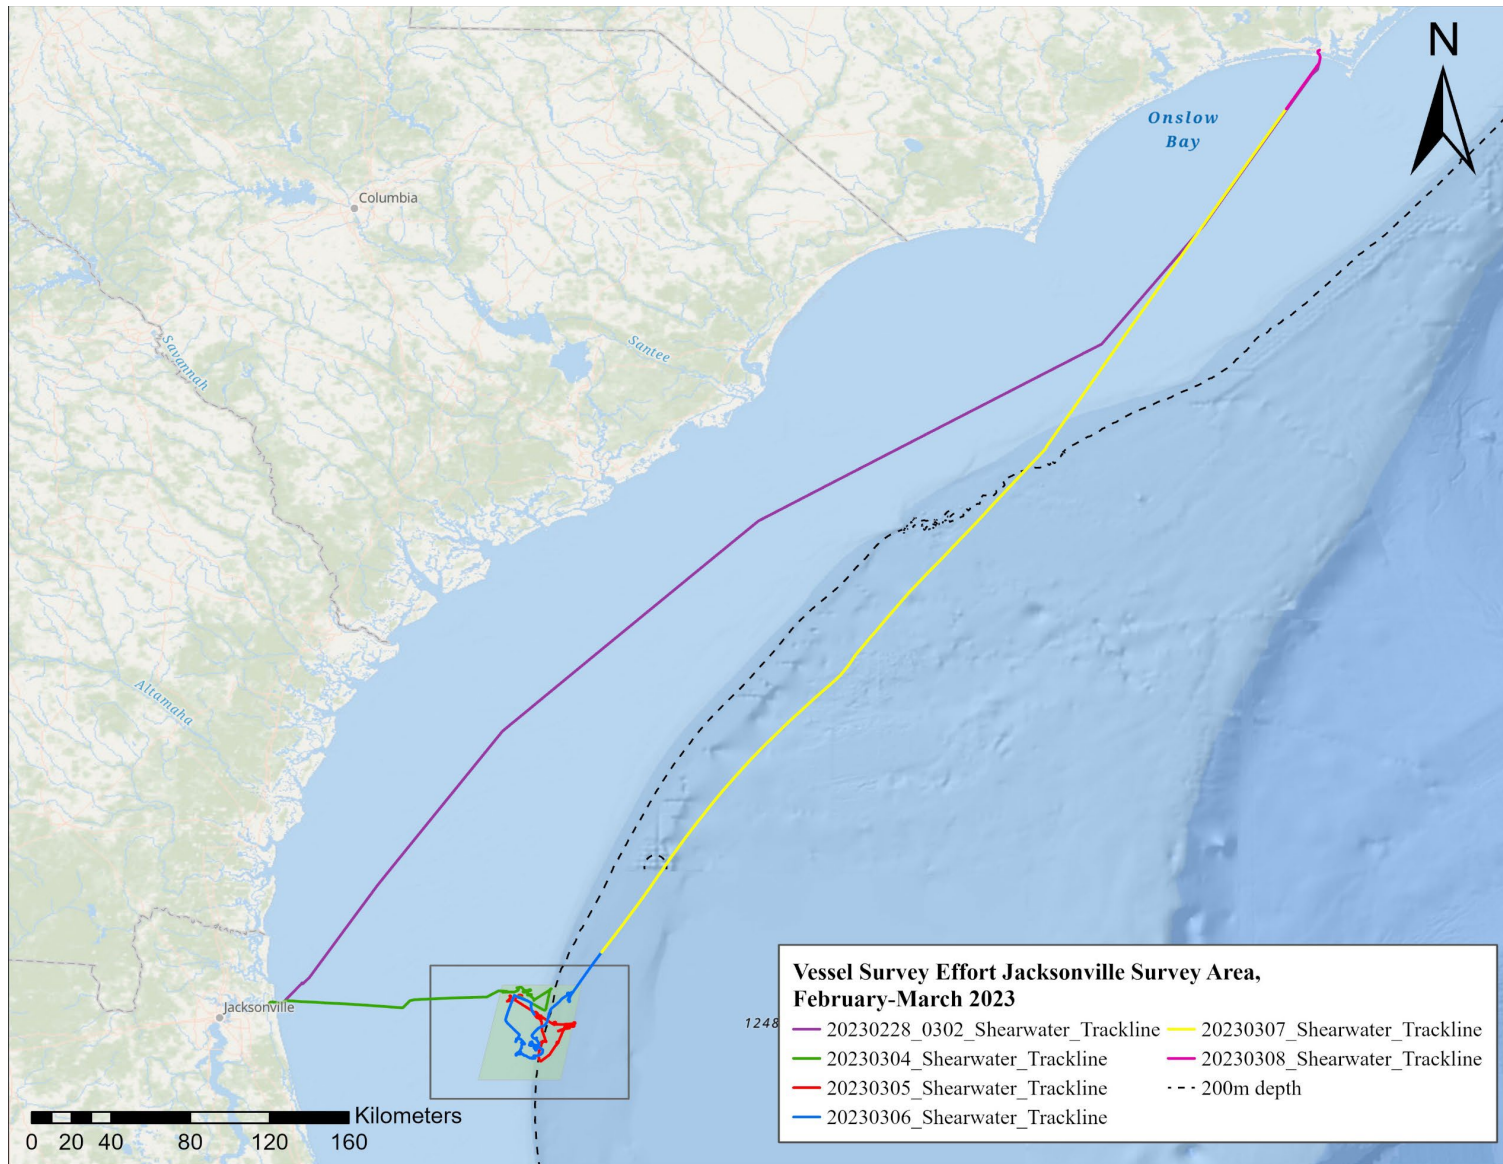 N
Onslow
Bay
Columbia
Santee
Savannah
Altamaha
Jacksonville
1248
Vessel Survey Effort Jacksonville Survey Area,
February-March 2023
20230228_0302_Shearwater_Trackline
20230304_Shearwater_Trackline
20230305_Shearwater_Trackline
20230306_Shearwater_Trackline
20230307_Shearwater_Trackline
20230308_Shearwater_Trackline
200m depth
Kilometers
0 20 40 80 120 160